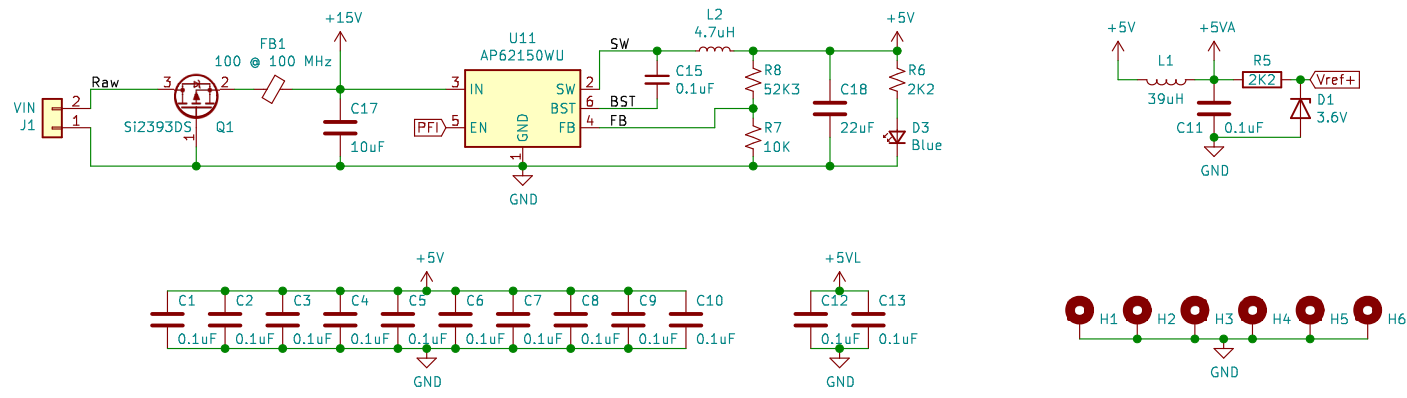 +15V
FB1
100 @ 100 MHz
Raw
3
2
VIN
J1
2
1
Si2393DS
Q1
1
C17
10uF
U11
AP62150WU
3
IN
PFI
5
EN
GND
1
SW
2
BST
6
FB
4
GND
SW
BST
FB
C15
0.1uF
L2
4.7uH
R8
52K3
R7
10K
C18
22uF
+5V
R6
2K2
D3
Blue
+5V
L1
39uH
+5VA
C11
0.1uF
R5
2K2
Vref+
D1
3.6V
GND
+5V
C1
C2
C3
C4
C5
C6
C7
C8
C9
C10
0.1uF
0.1uF
0.1uF
0.1uF
0.1uF
0.1uF
0.1uF
0.1uF
0.1uF
0.1uF
GND
+5VL
C12
C13
0.1uF
0.1uF
GND
H1
H2
H3
H4
H5
H6
GND